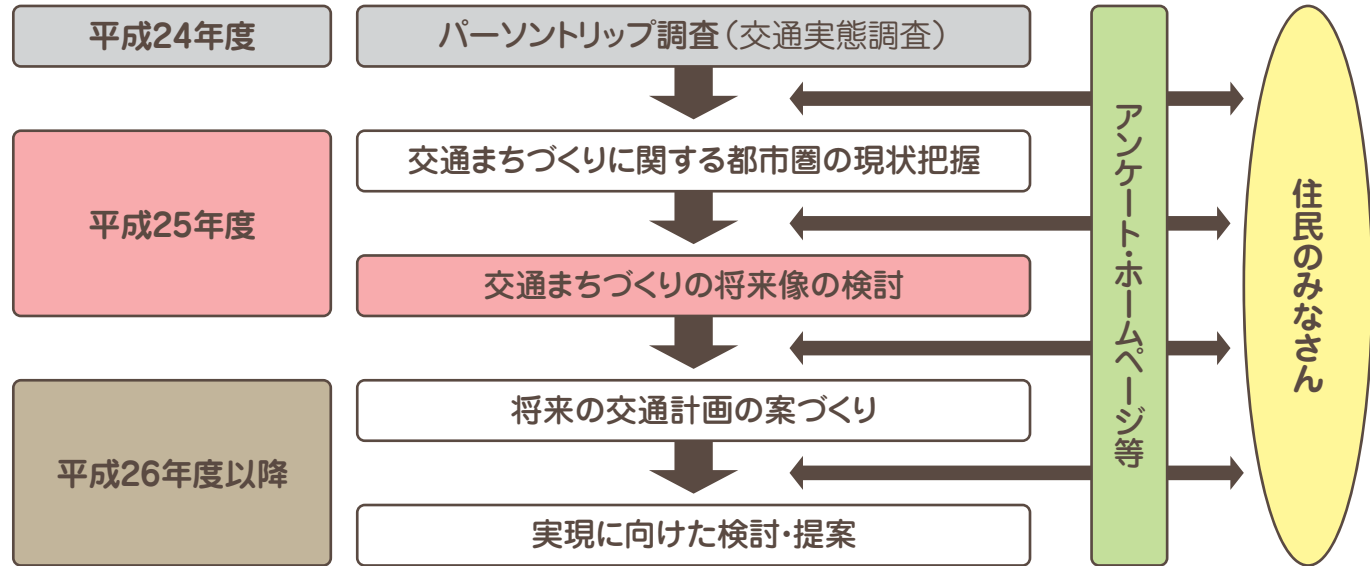 平成24年度
パーソントリップ調査(交通実態調査)
平成25年度
交通まちづくりに関する都市圏の現状把握
交通まちづくりの将来像の検討
平成26年度以降
将来の交通計画の案づくり
実現に向けた検討・提案
アンケート・ホームページ等
住民のみなさん